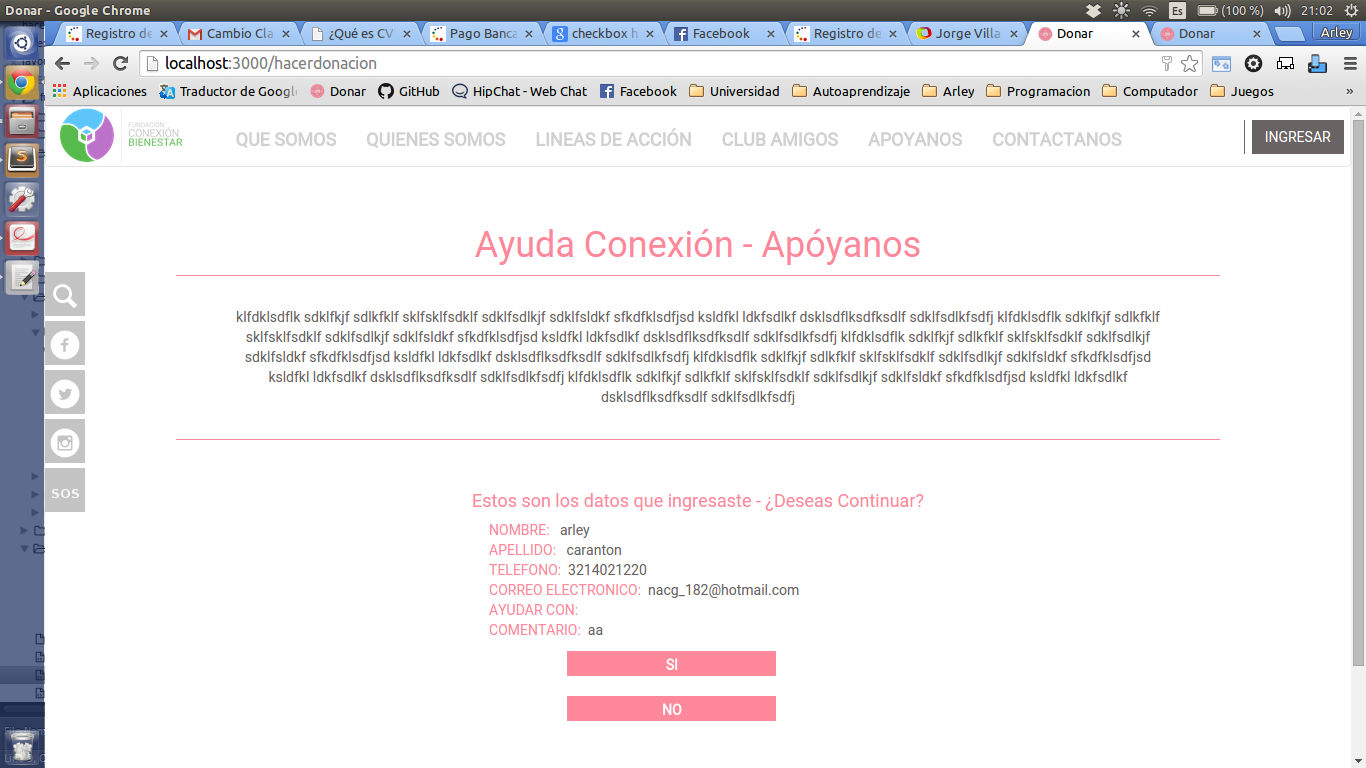 Donar - Google Chrome
Es
(100 %)
21:02
Registro de
Cambio Cla
¿Qué es CV
Pago Banca
checkbox h
Facebook
Registro de
Jorge Villa
Donar
Donar
Arley
localhost:3000/hacerdonacion
Aplicaciones
Traductor de Googl
Donar
GitHub
HipChat - Web Chat
Facebook
Universidad
Autoaprendizaje
Arley
Programacion
Computador
Juegos
»
FUNDACIÓN
CONEXIÓN
BIENESTAR
QUE SOMOS
QUIENES SOMOS
LINEAS DE ACCIÓN
CLUB AMIGOS
APOYANOS
CONTACTANOS
INGRESAR
Ayuda Conexión - Apóyanos
klfdklsdflk sdklfkjf sdlkfklf sklfsklfsdklf sdklfsdlkjf sdklfsldkf sfkdfklsdfjsd ksldfkl ldkfsdlkf dsklsdflksdfksdlf sdklfsdlkfsdfj klfdklsdflk sdklfkjf sdlkfklf
sklfsklfsdklf sdklfsdlkjf sdklfsldkf sfkdfklsdfjsd ksldfkl ldkfsdlkf dsklsdflksdfksdlf sdklfsdlkfsdfj klfdklsdflk sdklfkjf sdlkfklf sklfsklfsdklf sdklfsdlkjf
sdklfsldkf sfkdfklsdfjsd ksldfkl ldkfsdlkf dsklsdflksdfksdlf sdklfsdlkfsdfj klfdklsdflk sdklfkjf sdlkfklf sklfsklfsdklf sdklfsdlkjf sdklfsldkf sfkdfklsdfjsd
ksldfkl ldkfsdlkf dsklsdflksdfksdlf sdklfsdlkfsdfj klfdklsdflk sdklfkjf sdlkfklf sklfsklfsdklf sdklfsdlkjf sdklfsldkf sfkdfklsdfjsd ksldfkl ldkfsdlkf
dsklsdflksdfksdlf sdklfsdlkfsdfj
SOS
Estos son los datos que ingresaste - ¿Deseas Continuar?
NOMBRE: arley
APELLIDO: caranton
TELEFONO: 3214021220
CORREO ELECTRONICO: nacg_182@hotmail.com
AYUDAR CON:
COMENTARIO: aa
SI
NO